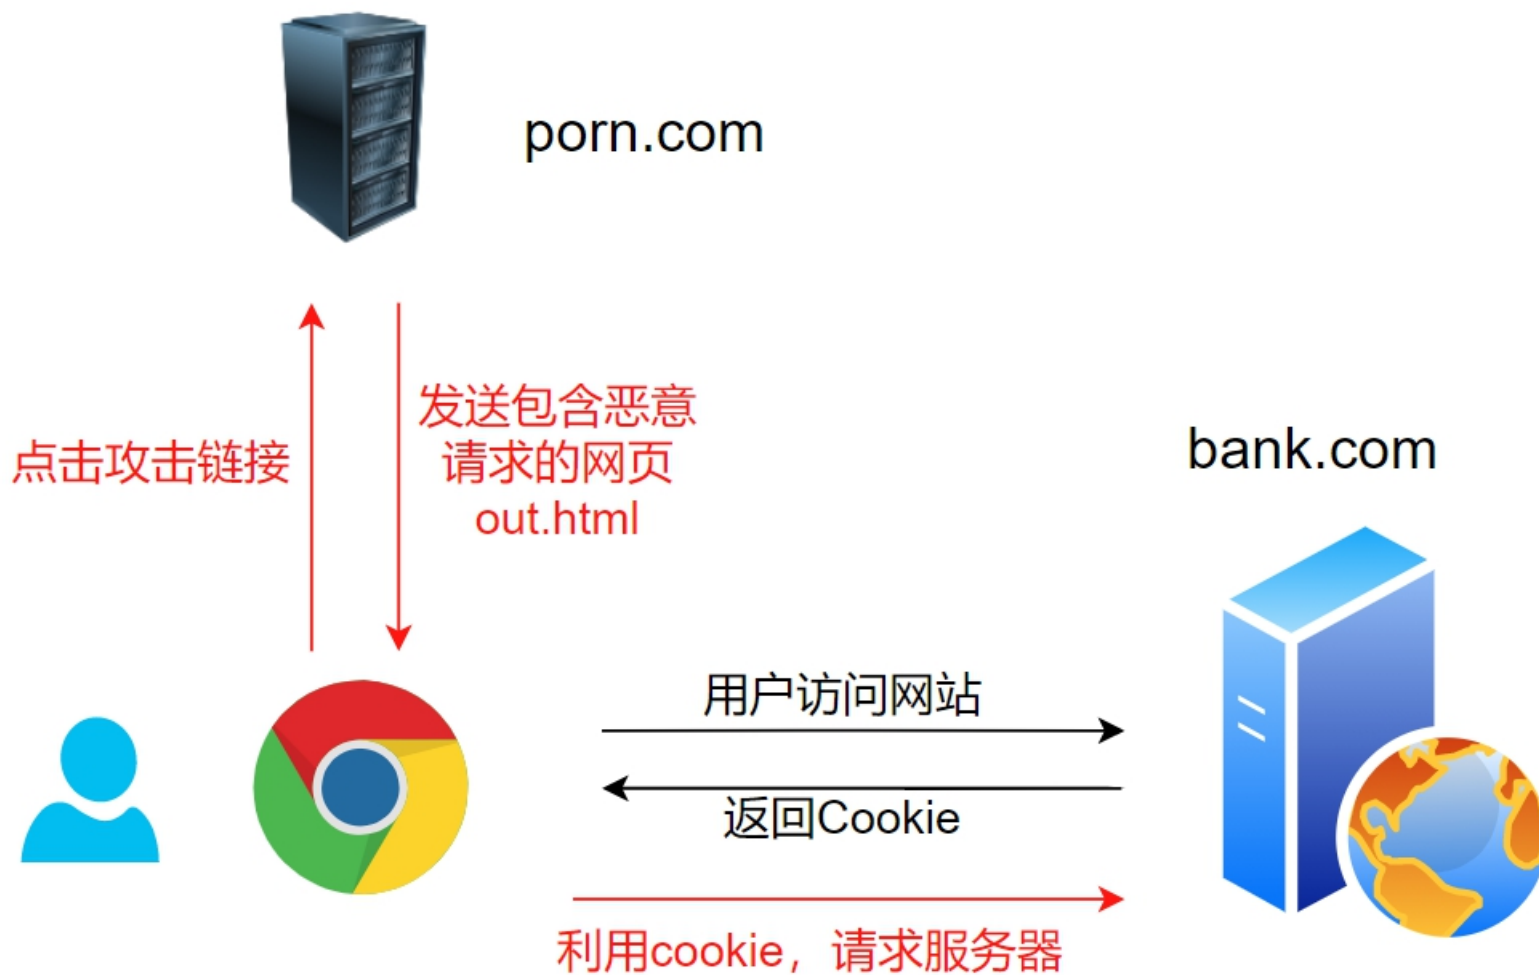 porn.com
点击攻击链接
发送包含恶意
请求的网页
out.html
bank.com
用户访问网站
返回Cookie
利用cookie，请求服务器